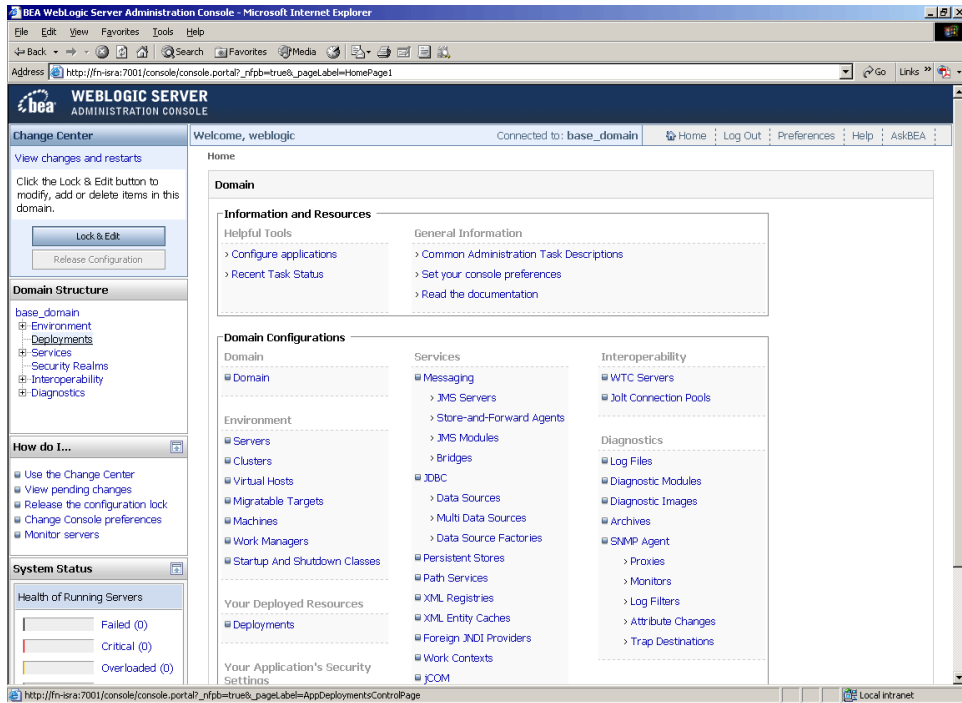 BEA WebLogic Server Administration Console - Microsoft Internet Explorer
File Edit View Favorites Tools Help
Back Search Favorites Media
Address http://fn-isra:7001/console/console.portal?_nfpb=true&_pageLabel=HomePage1 Go Links »
bea WEBLOGIC SERVER
ADMINISTRATION CONSOLE
Change Center
View changes and restarts
Click the Lock & Edit button to
modify, add or delete items in this
domain.
Lock & Edit
Release Configuration
Domain Structure
base_domain
Environment
Deployments
Services
Security Realms
Interoperability
Diagnostics
How do I...
Use the Change Center
View pending changes
Release the configuration lock
Change Console preferences
Monitor servers
System Status
Health of Running Servers
Failed (0)
Critical (0)
Overloaded (0)
Welcome, weblogic Connected to: base_domain Home Log Out Preferences Help AskBEA
Home
Domain
Information and Resources
Helpful Tools
› Configure applications
› Recent Task Status
General Information
› Common Administration Task Descriptions
› Set your console preferences
› Read the documentation
Domain Configurations
Domain
Domain
Environment
Servers
Clusters
Virtual Hosts
Migratable Targets
Machines
Work Managers
Startup And Shutdown Classes
Your Deployed Resources
Deployments
Your Application's Security
Settings
Services
Messaging
› JMS Servers
› Store-and-Forward Agents
› JMS Modules
› Bridges
JDBC
› Data Sources
› Multi Data Sources
› Data Source Factories
Persistent Stores
Path Services
XML Registries
XML Entity Caches
Foreign JNDI Providers
Work Contexts
jCOM
Interoperability
WTC Servers
Jolt Connection Pools
Diagnostics
Log Files
Diagnostic Modules
Diagnostic Images
Archives
SNMP Agent
› Proxies
› Monitors
› Log Filters
› Attribute Changes
› Trap Destinations
http://fn-isra:7001/console/console.portal?_nfpb=true&_pageLabel=AppDeploymentsControlPage Local intranet